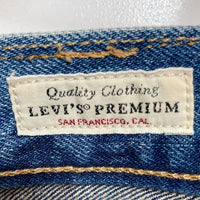 Quality Clothing
LEVI'S® PREMIUM
SAN FRANCISCO, CAL.